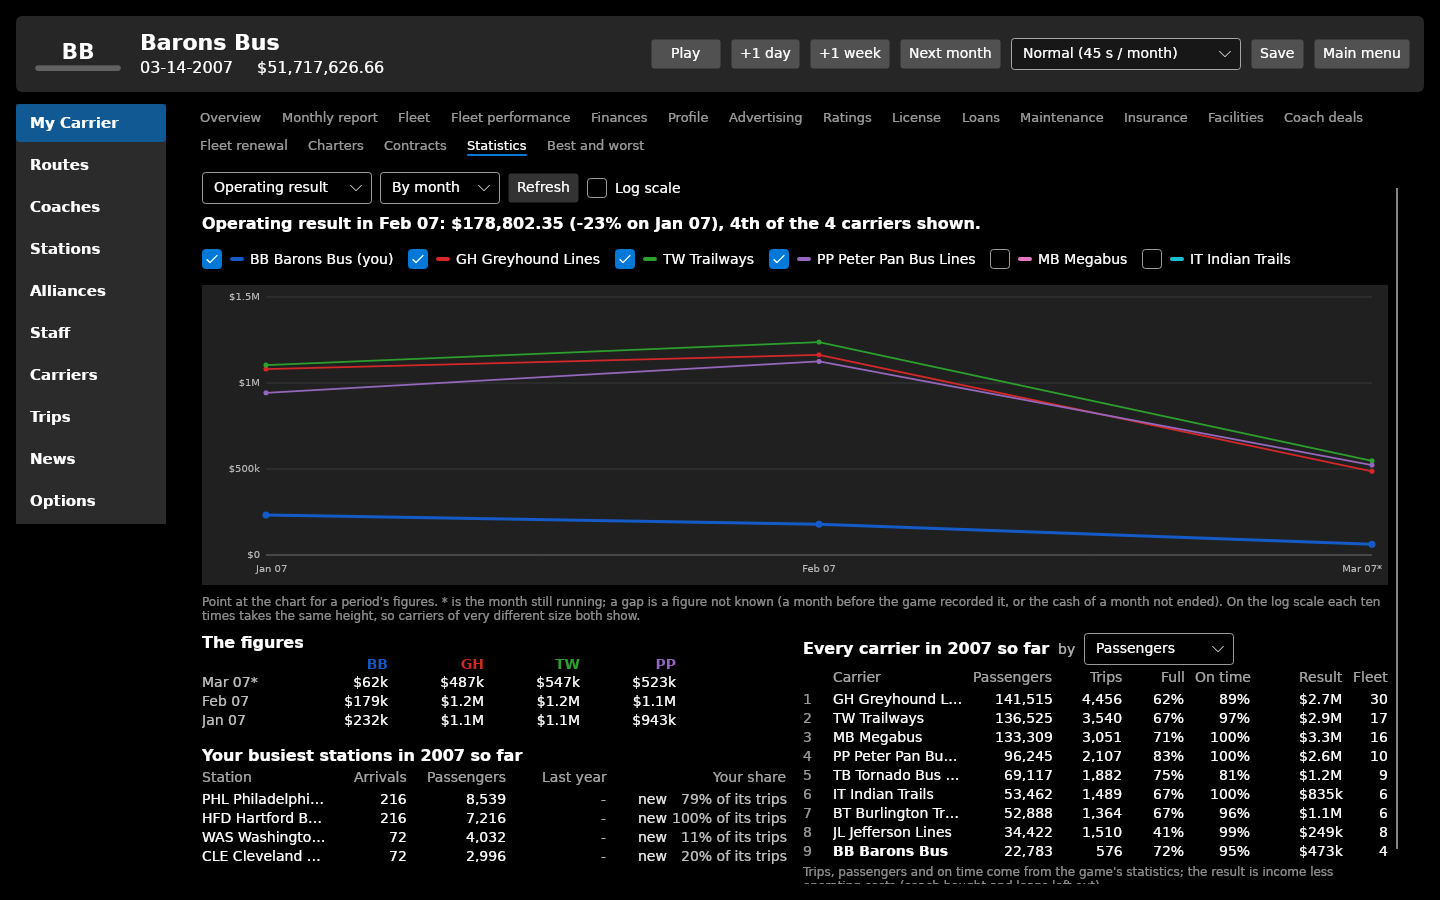 BB
Barons Bus
03-14-2007 $51,717,626.66
Play +1 day +1 week Next month Normal (45 s / month) Save Main menu
My Carrier
Routes
Coaches
Stations
Alliances
Staff
Carriers
Trips
News
Options
Overview Monthly report Fleet Fleet performance Finances Profile Advertising Ratings License Loans Maintenance Insurance Facilities Coach deals
Fleet renewal Charters Contracts Statistics Best and worst
Operating result By month Refresh Log scale
Operating result in Feb 07: $178,802.35 (-23% on Jan 07), 4th of the 4 carriers shown.
BB Barons Bus (you) GH Greyhound Lines TW Trailways PP Peter Pan Bus Lines MB Megabus IT Indian Trails
$1.5M
$1M
$500k
$0
Jan 07 Feb 07 Mar 07*
Point at the chart for a period's figures. * is the month still running; a gap is a figure not known (a month before the game recorded it, or the cash of a month not ended). On the log scale each ten
times takes the same height, so carriers of very different size both show.
The figures
BB GH TW PP
Mar 07* $62k $487k $547k $523k
Feb 07 $179k $1.2M $1.2M $1.1M
Jan 07 $232k $1.1M $1.1M $943k
Your busiest stations in 2007 so far
Station Arrivals Passengers Last year Your share
PHL Philadelphi... 216 8,539 - new 79% of its trips
HFD Hartford B... 216 7,216 - new 100% of its trips
WAS Washingto... 72 4,032 - new 11% of its trips
CLE Cleveland ... 72 2,996 - new 20% of its trips
Every carrier in 2007 so far by Passengers
Carrier Passengers Trips Full On time Result Fleet
1 GH Greyhound L... 141,515 4,456 62% 89% $2.7M 30
2 TW Trailways 136,525 3,540 67% 97% $2.9M 17
3 MB Megabus 133,309 3,051 71% 100% $3.3M 16
4 PP Peter Pan Bu... 96,245 2,107 83% 100% $2.6M 10
5 TB Tornado Bus ... 69,117 1,882 75% 81% $1.2M 9
6 IT Indian Trails 53,462 1,489 67% 100% $835k 6
7 BT Burlington Tr... 52,888 1,364 67% 96% $1.1M 6
8 JL Jefferson Lines 34,422 1,510 41% 99% $249k 8
9 BB Barons Bus 22,783 576 72% 95% $473k 4
Trips, passengers and on time come from the game's statistics; the result is income less